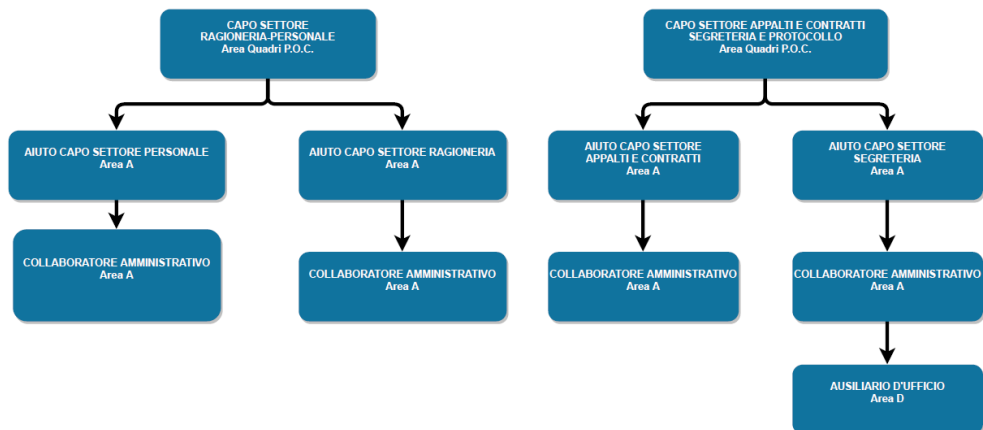 CAPO SETTORE
RAGIONERIA-PERSONALE
Area Quadri P.O.C.
CAPO SETTORE APPALTI E CONTRATTI
SEGRETERIA E PROTOCOLLO
Area Quadri P.O.C.
AIUTO CAPO SETTORE PERSONALE
Area A
AIUTO CAPO SETTORE RAGIONERIA
Area A
AIUTO CAPO SETTORE
APPALTI E CONTRATTI
Area A
AIUTO CAPO SETTORE
SEGRETERIA
Area A
COLLABORATORE AMMINISTRATIVO
Area A
COLLABORATORE AMMINISTRATIVO
Area A
COLLABORATORE AMMINISTRATIVO
Area A
COLLABORATORE AMMINISTRATIVO
Area A
AUSILIARIO D'UFFICIO
Area D